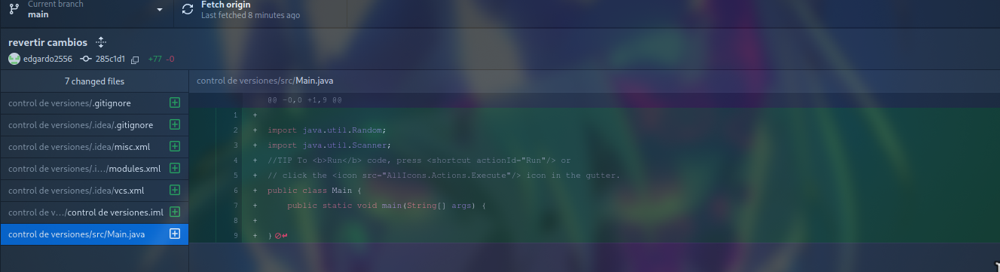 Current branch
main
Fetch origin
Last fetched 8 minutes ago
revertir cambios
edgardo2556 285c1d1 +77 -0
7 changed files
control de versiones/.gitignore
control de versiones/.idea/.gitignore
control de versiones/.idea/misc.xml
control de versiones/.i.../modules.xml
control de versiones/.idea/vcs.xml
control de v.../control de versiones.iml
control de versiones/src/Main.java
control de versiones/src/Main.java
@@ -0,0 +1,9 @@
1 +
2 + import java.util.Random;
3 + import java.util.Scanner;
4 + //TIP To <b>Run</b> code, press <shortcut actionId="Run"/> or
5 + // click the <icon src="AllIcons.Actions.Execute"/> icon in the gutter.
6 + public class Main {
7 + public static void main(String[] args) {
8 +
9 + }